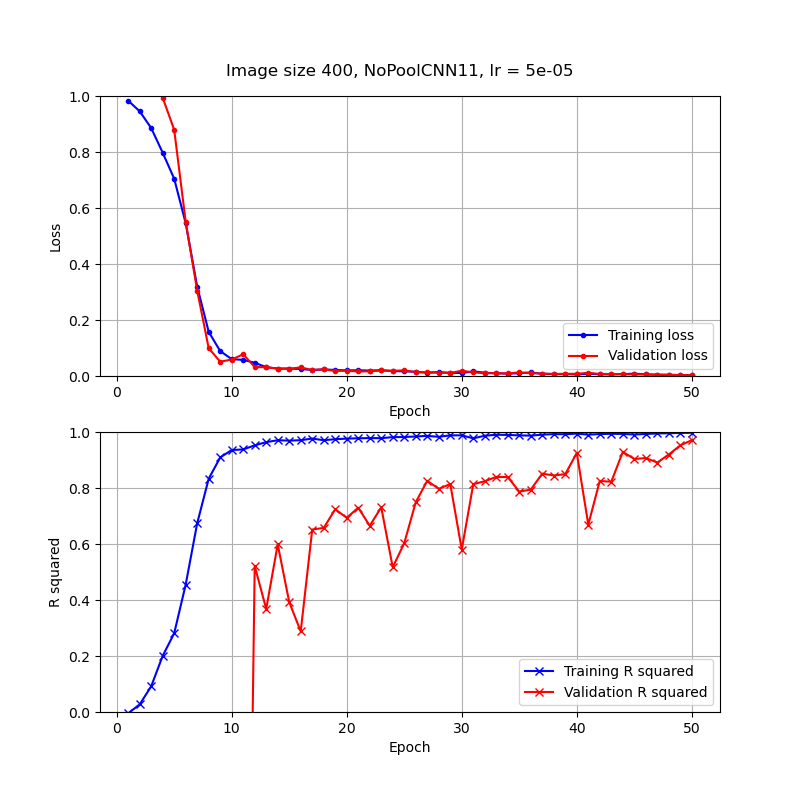 Image size 400, NoPoolCNN11, lr = 5e-05
1.0
0.8
0.6
0.4
0.2
0.0
Loss
Training loss
Validation loss
0 10 20 30 40 50
Epoch
1.0
0.8
0.6
0.4
0.2
0.0
R squared
Training R squared
Validation R squared
0 10 20 30 40 50
Epoch